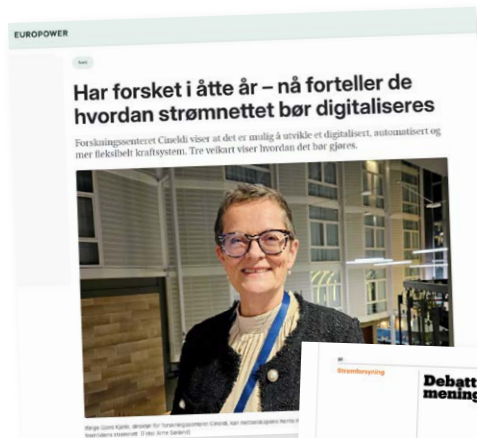 EUROPOWER
Nett
Har forsket i åtte år – nå forteller de
hvordan strømnettet bør digitaliseres
Forskningssenteret Cineldi viser at det er mulig å utvikle et digitalisert, automatisert og
mer fleksibelt kraftsystem. Tre veikart viser hvordan det bør gjøres.
Strømforsyning
Debatt
mening